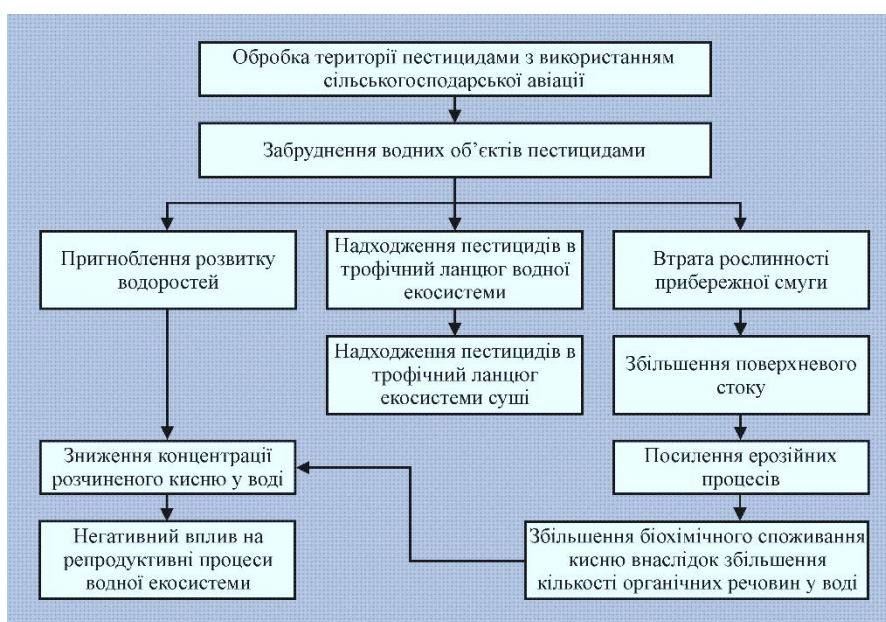 Обробка території пестицидами з використанням
сільськогосподарської авіації
Забруднення водних об’єктів пестицидами
Пригноблення розвитку
водоростей
Надходження пестицидів в
трофічний ланцюг водної
екосистеми
Втрата рослинності
прибережної смуги
Надходження пестицидів в
трофічний ланцюг
екосистеми суші
Збільшення поверхневого
стоку
Зниження концентрації
розчиненого кисню у воді
Посилення ерозійних
процесів
Негативний вплив на
репродуктивні процеси
водної екосистеми
Збільшення біохімічного споживання
кисню внаслідок збільшення
кількості органічних речовин у воді